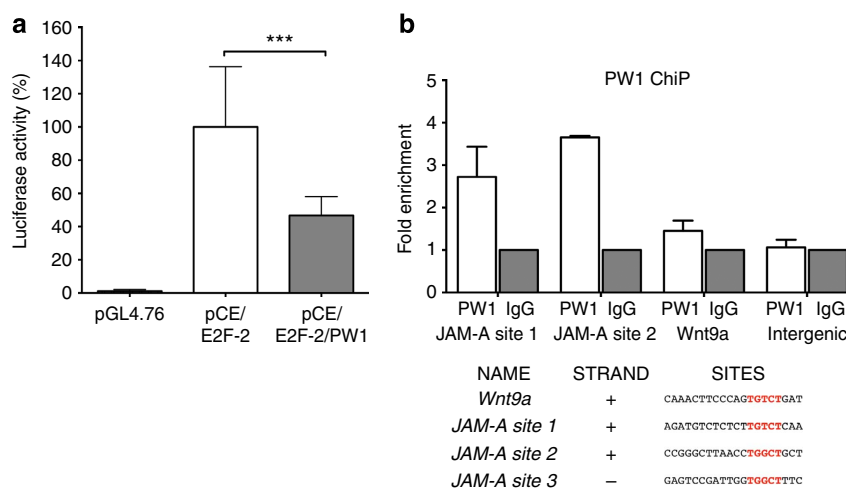 a
Luciferase activity (%)
160
140
120
100
80
60
40
20
0
***
pGL4.76
pCE/
E2F-2
pCE/
E2F-2/PW1
b
PW1 ChiP
Fold enrichment
5
4
3
2
1
0
PW1 IgG PW1 IgG PW1 IgG PW1 IgG
JAM-A site 1 JAM-A site 2 Wnt9a Intergenic
NAME STRAND SITES
Wnt9a + CAAACTTCCCAGTGTCTGAT
JAM-A site 1 + AGATGTCTCTCTTGTCTCAA
JAM-A site 2 + CCGGGCTTAACCTGGCTGCT
JAM-A site 3 – GAGTCCGATTGGTGGCTTTC